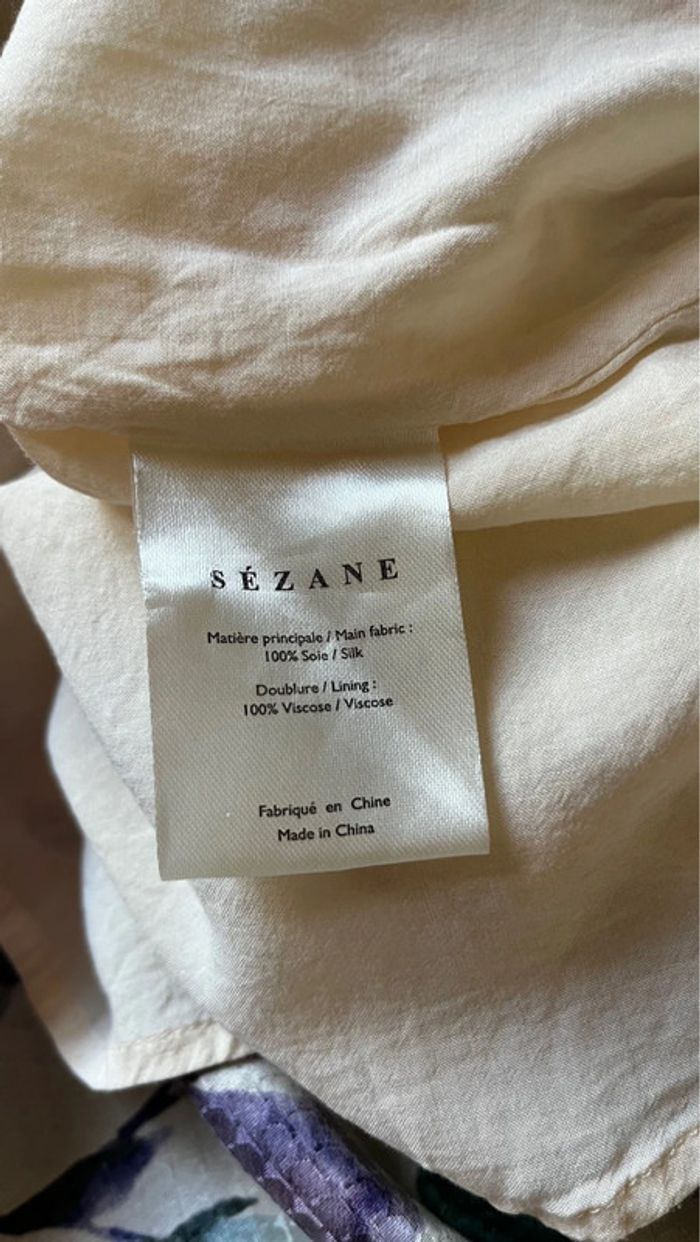 SÉZANE
Matière principale / Main fabric :
100% Soie / Silk
Doublure / Lining :
100% Viscose / Viscose
Fabriqué en Chine
Made in China